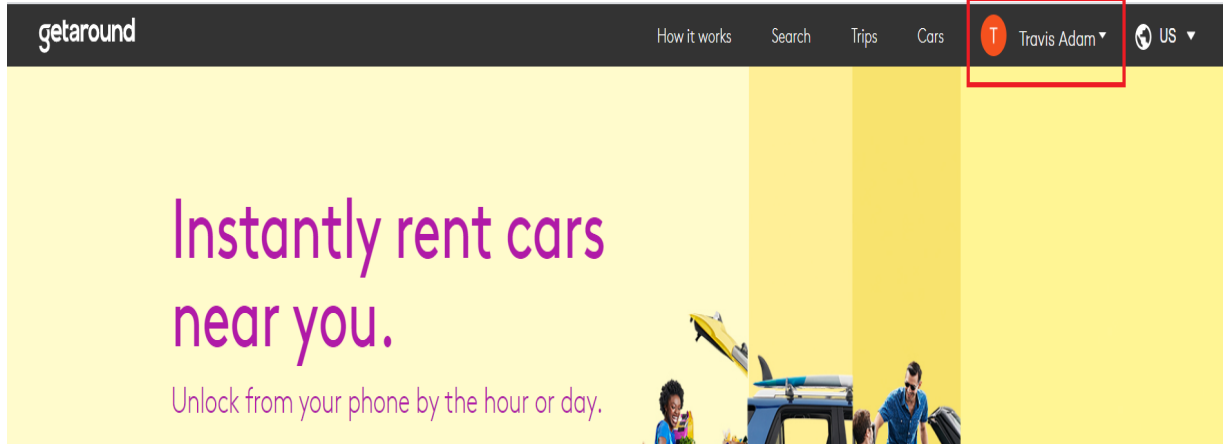 getaround
How it works Search Trips Cars T Travis Adam US
Instantly rent cars
near you.
Unlock from your phone by the hour or day.